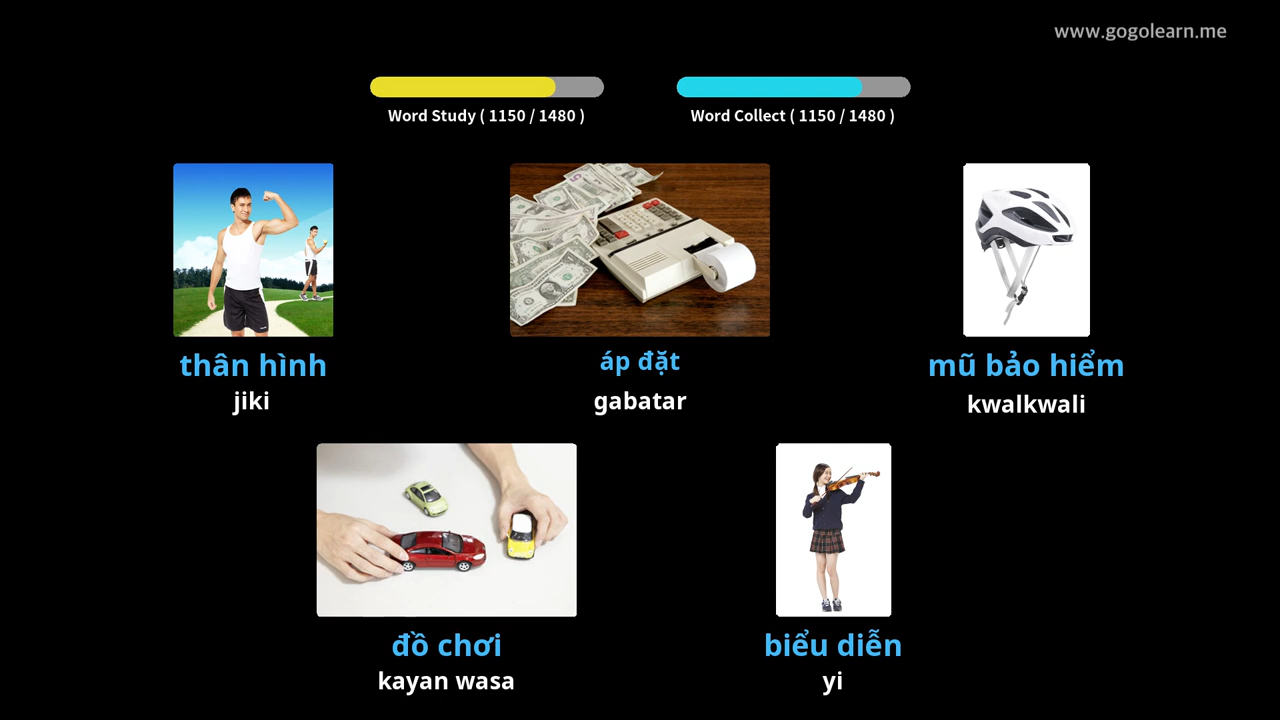 www.gogolearn.me
Word Study ( 1150 / 1480 )
Word Collect ( 1150 / 1480 )
thân hình
jiki
áp đặt
gabatar
mũ bảo hiểm
kwalkwali
đồ chơi
kayan wasa
biểu diễn
yi